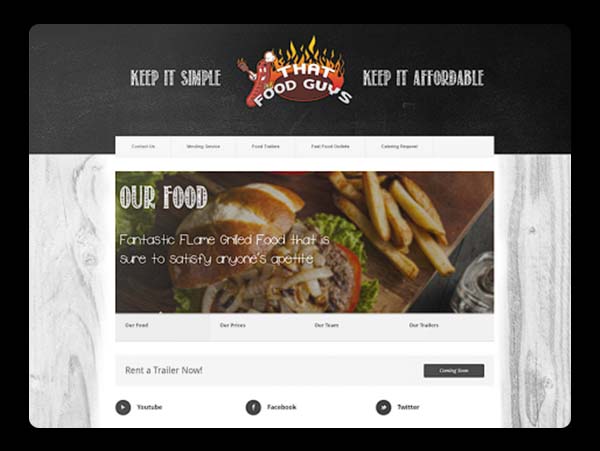 KEEP IT SIMPLE
THAT
FOOD GUYS
KEEP IT AFFORDABLE
Contact Us
Vending Service
Food Trailers
Fast Food Outlets
Catering Request
OUR FOOD
Fantastic FLame Grilled Food that is
sure to satisfy anyone's apetite
Our Food
Our Prices
Our Team
Our Trailers
Rent a Trailer Now!
Coming Soon
Youtube
Facebook
Twitter